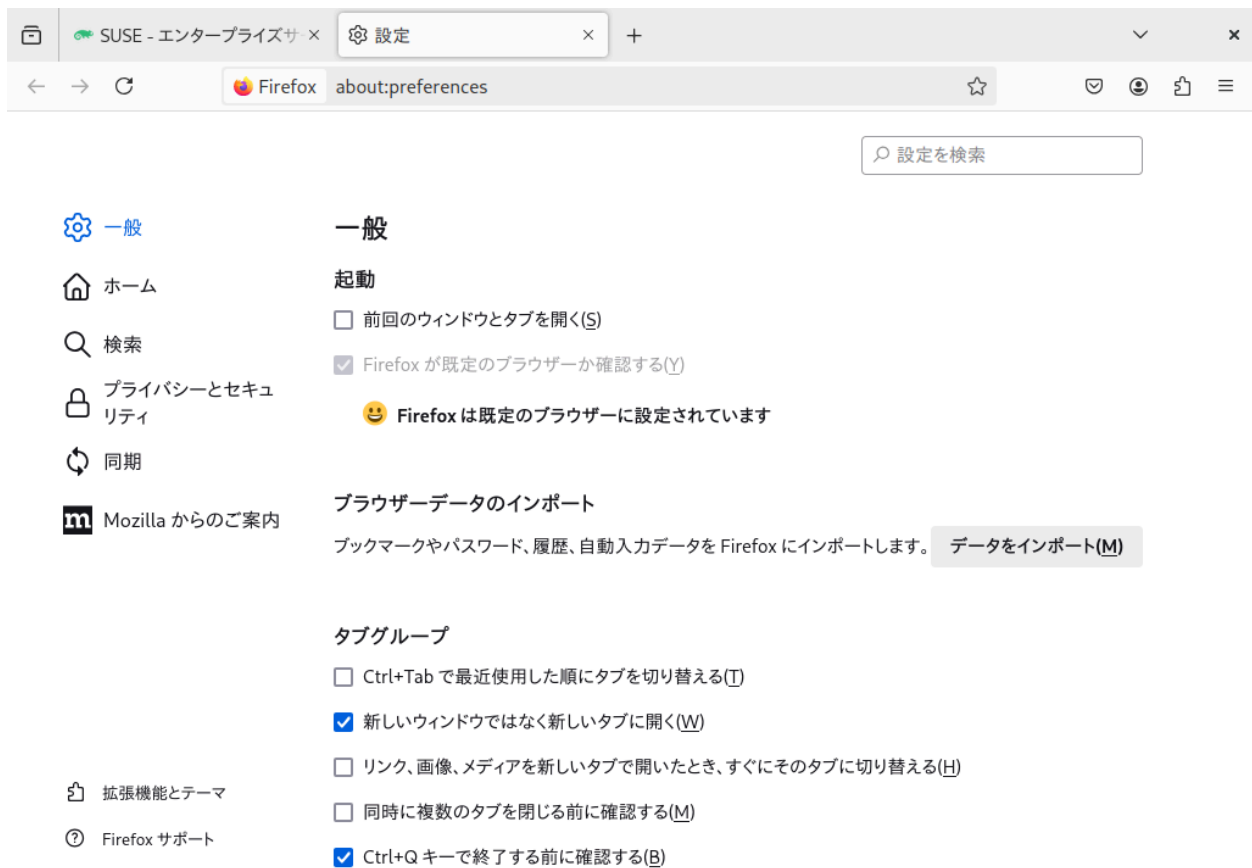 SUSE - エンタープライズサ
設定
Firefox
about:preferences
設定を検索
一般
ホーム
検索
プライバシーとセキュ
リティ
同期
Mozilla からのご案内
拡張機能とテーマ
Firefox サポート
一般
起動
前回のウィンドウとタブを開く(S)
Firefox が既定のブラウザーか確認する(Y)
Firefox は既定のブラウザーに設定されています
ブラウザーデータのインポート
ブックマークやパスワード、履歴、自動入力データを Firefox にインポートします。
データをインポート(M)
タブグループ
Ctrl+Tab で最近使用した順にタブを切り替える(T)
新しいウィンドウではなく新しいタブに開く(W)
リンク、画像、メディアを新しいタブで開いたとき、すぐにそのタブに切り替える(H)
同時に複数のタブを閉じる前に確認する(M)
Ctrl+Q キーで終了する前に確認する(B)